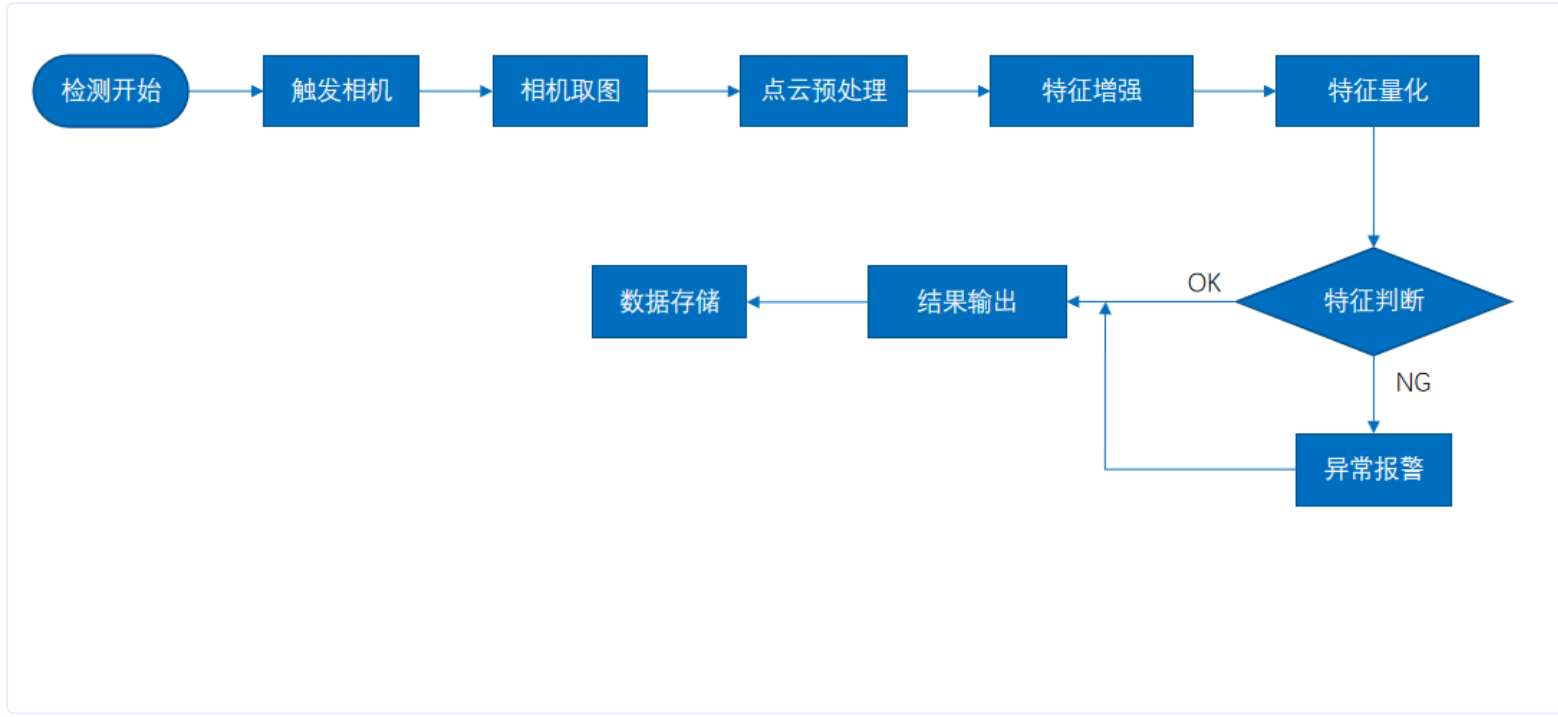 检测开始
触发相机
相机取图
点云预处理
特征增强
特征量化
特征判断
OK
结果输出
数据存储
NG
异常报警